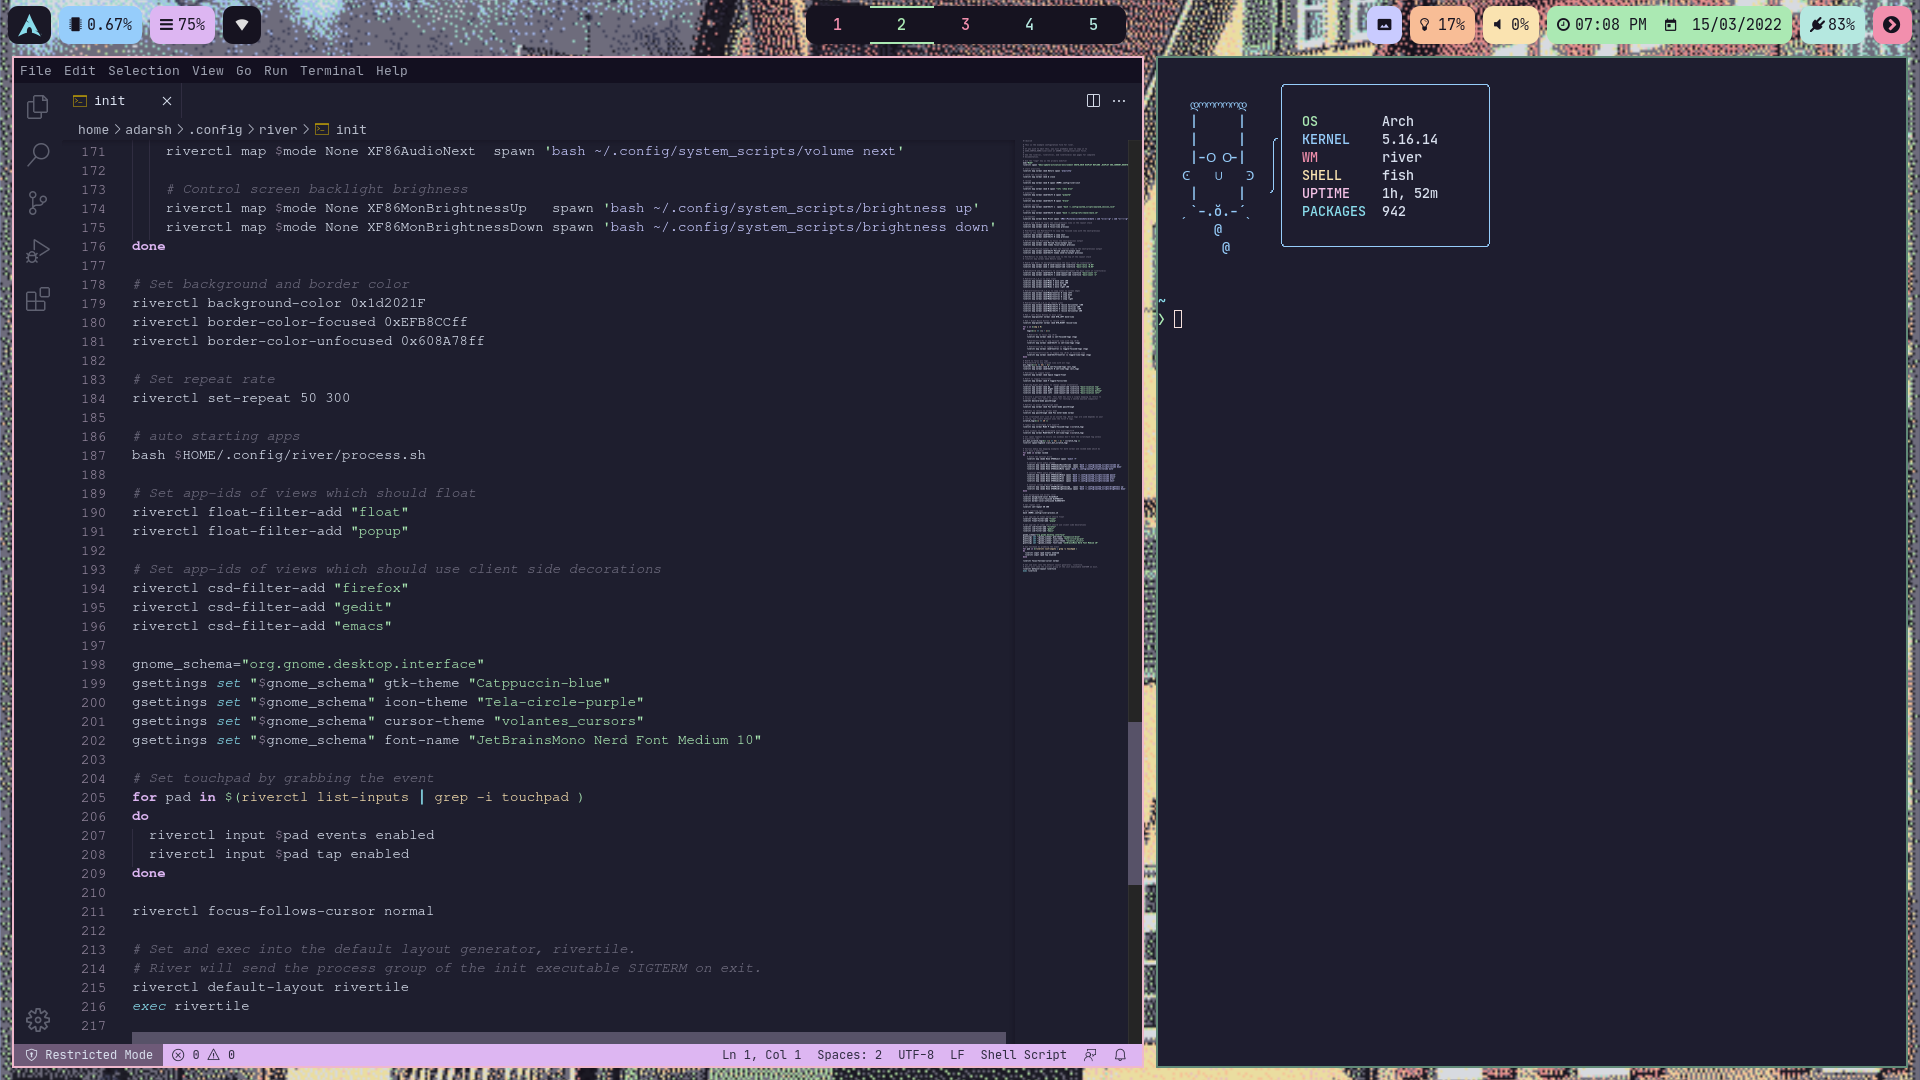 0.67%
75%
1 2 3 4 5
17%
0%
07:08 PM 15/03/2022
83%
File Edit Selection View Go Run Terminal Help
init
home > adarsh > .config > river > init
171 riverctl map $mode None XF86AudioNext  spawn 'bash ~/.config/system_scripts/volume next'
172
173 # Control screen backlight brighness
174 riverctl map $mode None XF86MonBrightnessUp   spawn 'bash ~/.config/system_scripts/brightness up'
175 riverctl map $mode None XF86MonBrightnessDown spawn 'bash ~/.config/system_scripts/brightness down'
176 done
177
178 # Set background and border color
179 riverctl background-color 0x1d2021F
180 riverctl border-color-focused 0xEFB8CCff
181 riverctl border-color-unfocused 0x608A78ff
182
183 # Set repeat rate
184 riverctl set-repeat 50 300
185
186 # auto starting apps
187 bash $HOME/.config/river/process.sh
188
189 # Set app-ids of views which should float
190 riverctl float-filter-add "float"
191 riverctl float-filter-add "popup"
192
193 # Set app-ids of views which should use client side decorations
194 riverctl csd-filter-add "firefox"
195 riverctl csd-filter-add "gedit"
196 riverctl csd-filter-add "emacs"
197
198 gnome_schema="org.gnome.desktop.interface"
199 gsettings set "$gnome_schema" gtk-theme "Catppuccin-blue"
200 gsettings set "$gnome_schema" icon-theme "Tela-circle-purple"
201 gsettings set "$gnome_schema" cursor-theme "volantes_cursors"
202 gsettings set "$gnome_schema" font-name "JetBrainsMono Nerd Font Medium 10"
203
204 # Set touchpad by grabbing the event
205 for pad in $(riverctl list-inputs | grep -i touchpad )
206 do
207 riverctl input $pad events enabled
208 riverctl input $pad tap enabled
209 done
210
211 riverctl focus-follows-cursor normal
212
213 # Set and exec into the default layout generator, rivertile.
214 # River will send the process group of the init executable SIGTERM on exit.
215 riverctl default-layout rivertile
216 exec rivertile
217
Restricted Mode 0 0 Ln 1, Col 1 Spaces: 2 UTF-8 LF Shell Script
OS Arch
KERNEL 5.16.14
WM river
SHELL fish
UPTIME 1h, 52m
PACKAGES 942
~
❯